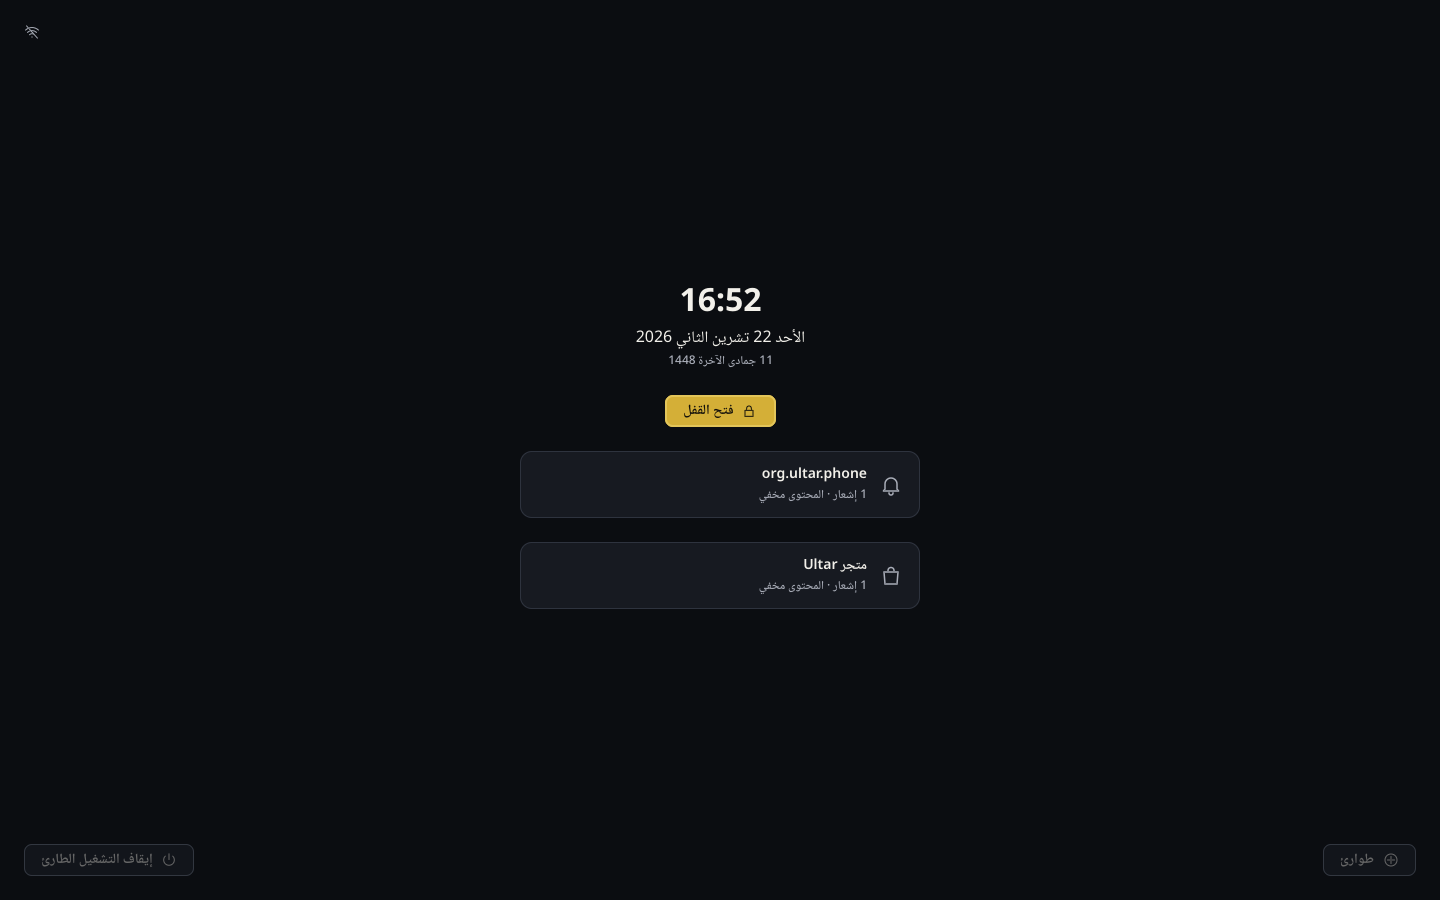 16:52
الأحد 22 تشرين الثاني 2026
11 جمادى الآخرة 1448
فتح القفل
org.ultar.phone
1 إشعار · المحتوى مخفي
متجر Ultar
1 إشعار · المحتوى مخفي
طوارئ
إيقاف التشغيل الطارئ